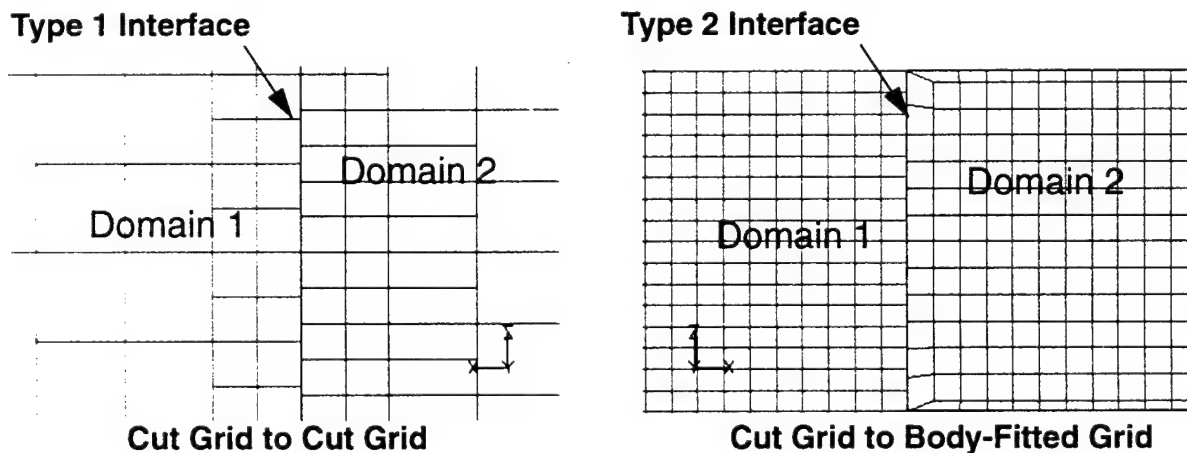 Type 1 Interface
Domain 1
Domain 2
Z
X
Cut Grid to Cut Grid
Type 2 Interface
Domain 1
Domain 2
Z
X
Cut Grid to Body-Fitted Grid